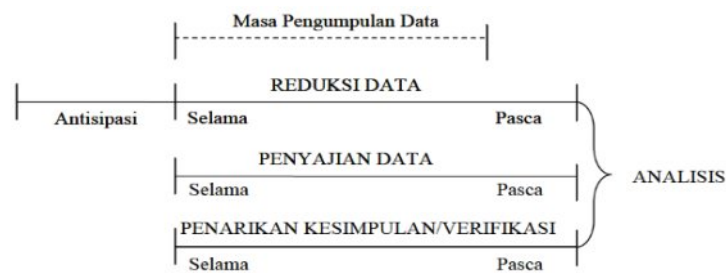 Masa Pengumpulan Data
REDUKSI DATA
Antisipasi
Selama
Pasca
PENYAJIAN DATA
Selama
Pasca
ANALISIS
PENARIKAN KESIMPULAN/VERIFIKASI
Selama
Pasca